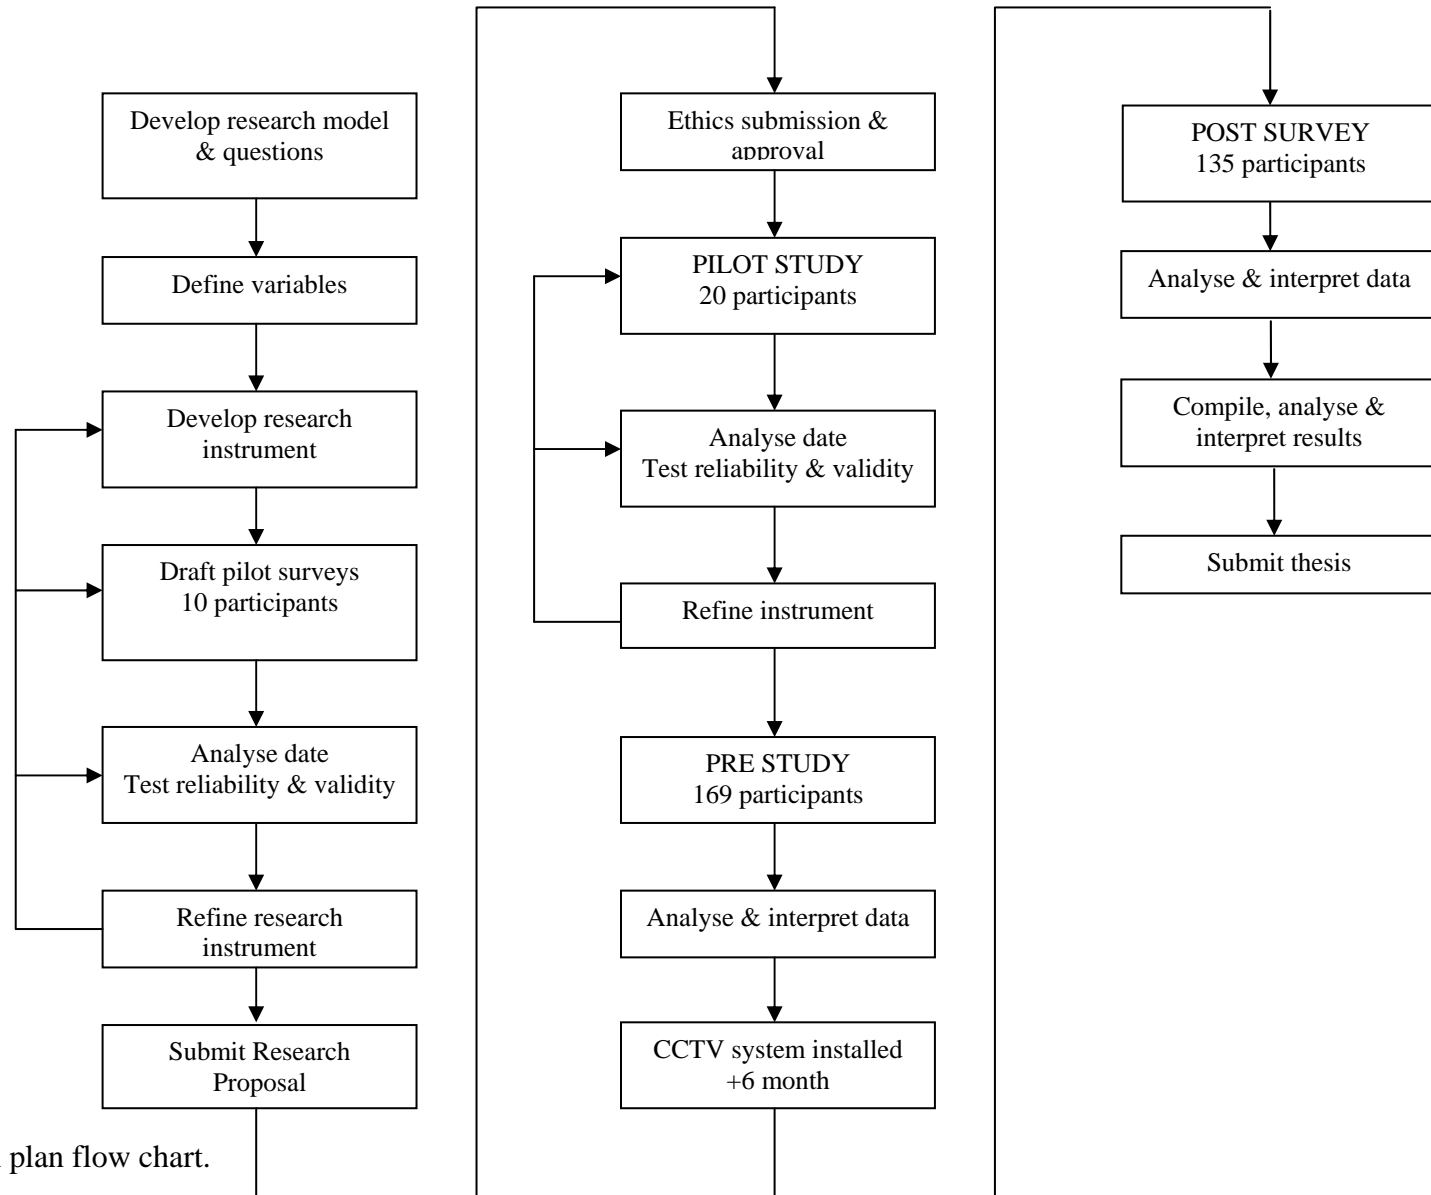 Develop research model
& questions
Define variables
Develop research
instrument
Draft pilot surveys
10 participants
Analyse date
Test reliability & validity
Refine research
instrument
Submit Research
Proposal
Ethics submission &
approval
PILOT STUDY
20 participants
Analyse date
Test reliability & validity
Refine instrument
PRE STUDY
169 participants
Analyse & interpret data
CCTV system installed
+6 month
POST SURVEY
135 participants
Analyse & interpret data
Compile, analyse &
interpret results
Submit thesis
plan flow chart.